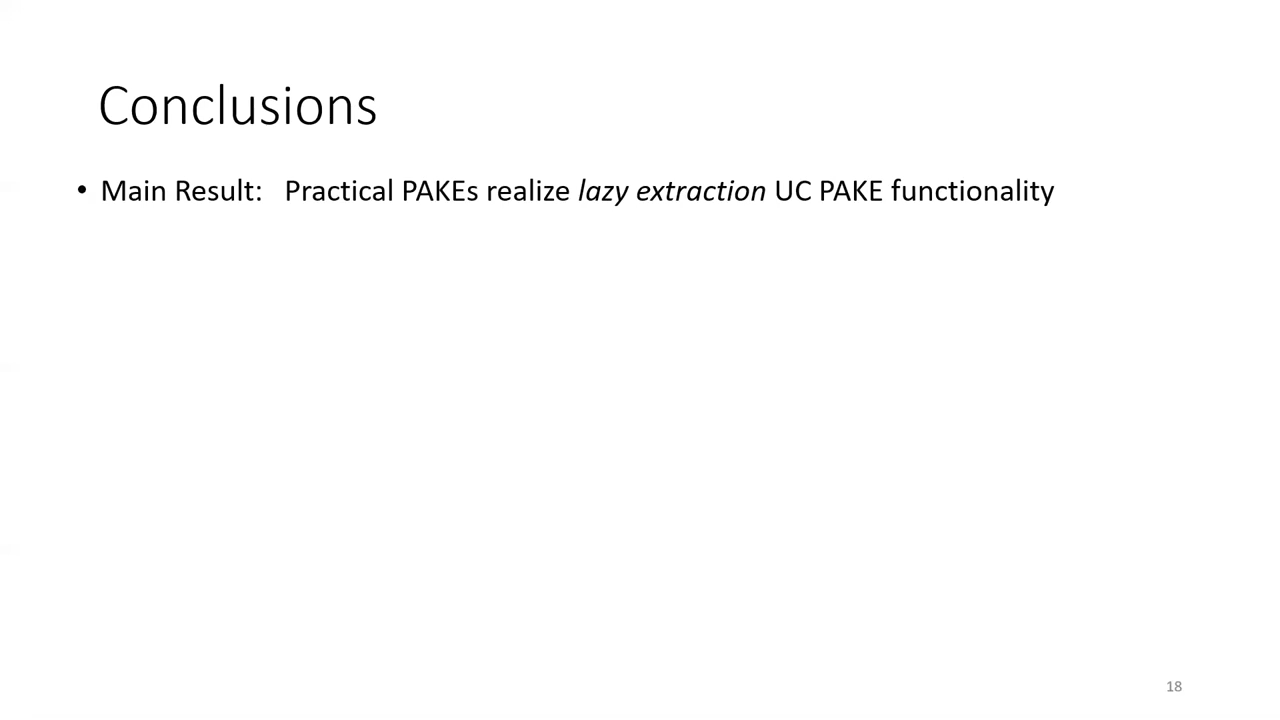 Conclusions
• Main Result: Practical PAKEs realize lazy extraction UC PAKE functionality
18